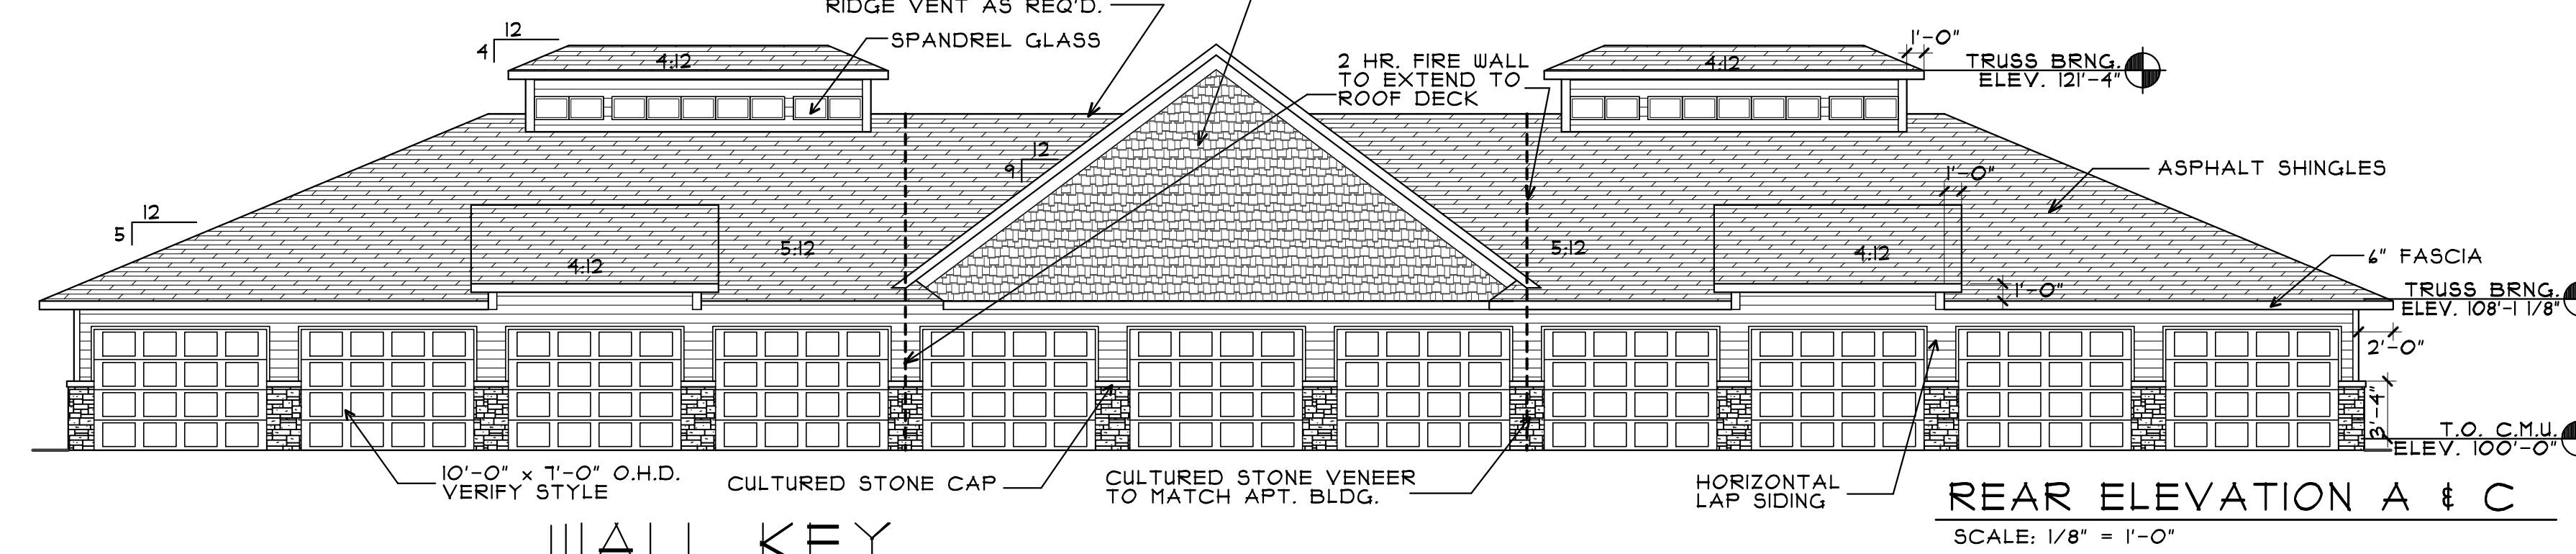 RIDGE VENT AS REQ'D.
12
4
SPANDREL GLASS
4:12
2 HR. FIRE WALL
TO EXTEND TO
ROOF DECK
4:12
1'-0"
TRUSS BRNG.
ELEV. 121'-4"
12
9
1'-0"
ASPHALT SHINGLES
12
5
4:12
5:12
5:12
4:12
6" FASCIA
1'-0"
TRUSS BRNG.
ELEV. 108'-1 1/8"
2'-0"
3'-4"
T.O. C.M.U.
ELEV. 100'-0"
10'-0" x 7'-0" O.H.D.
VERIFY STYLE
CULTURED STONE CAP
CULTURED STONE VENEER
TO MATCH APT. BLDG.
HORIZONTAL
LAP SIDING
REAR ELEVATION A & C
SCALE: 1/8" = 1'-0"
WALL KEY